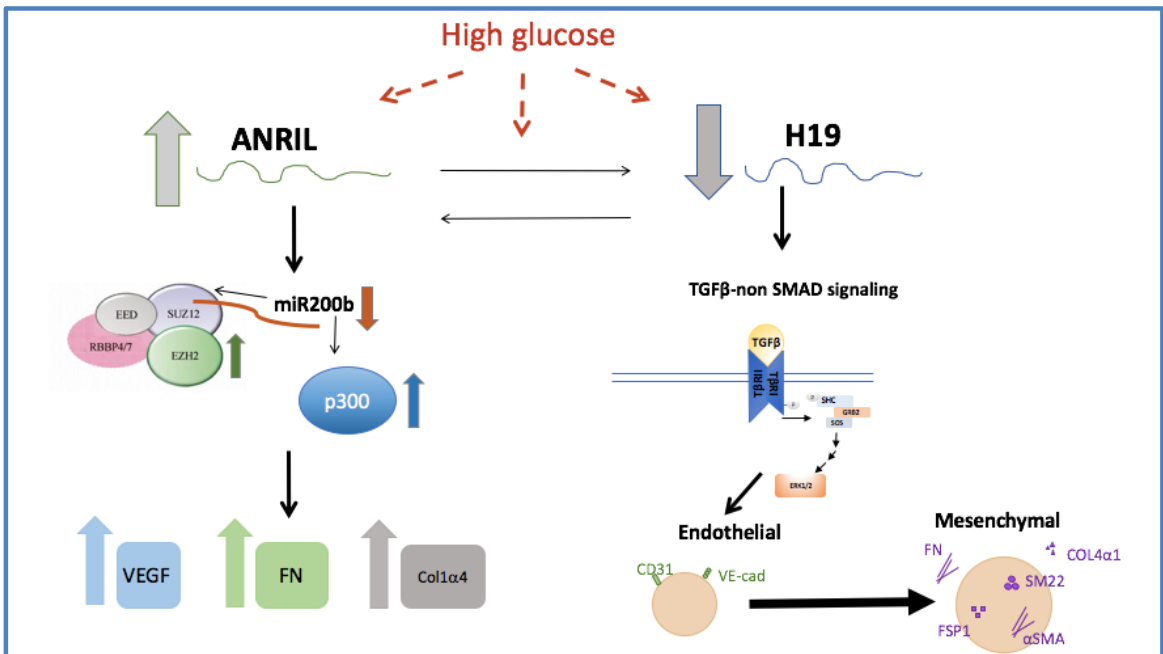 High glucose
ANRIL
H19
miR200b
EED
SUZ12
RBBP4/7
EZH2
p300
VEGF
FN
Col1α4
TGFβ-non SMAD signaling
TGFβ
TβRII
TβRI
P
P
SHC
GRB2
SOS
ERK1/2
Endothelial
CD31
VE-cad
Mesenchymal
FN
COL4α1
SM22
FSP1
αSMA